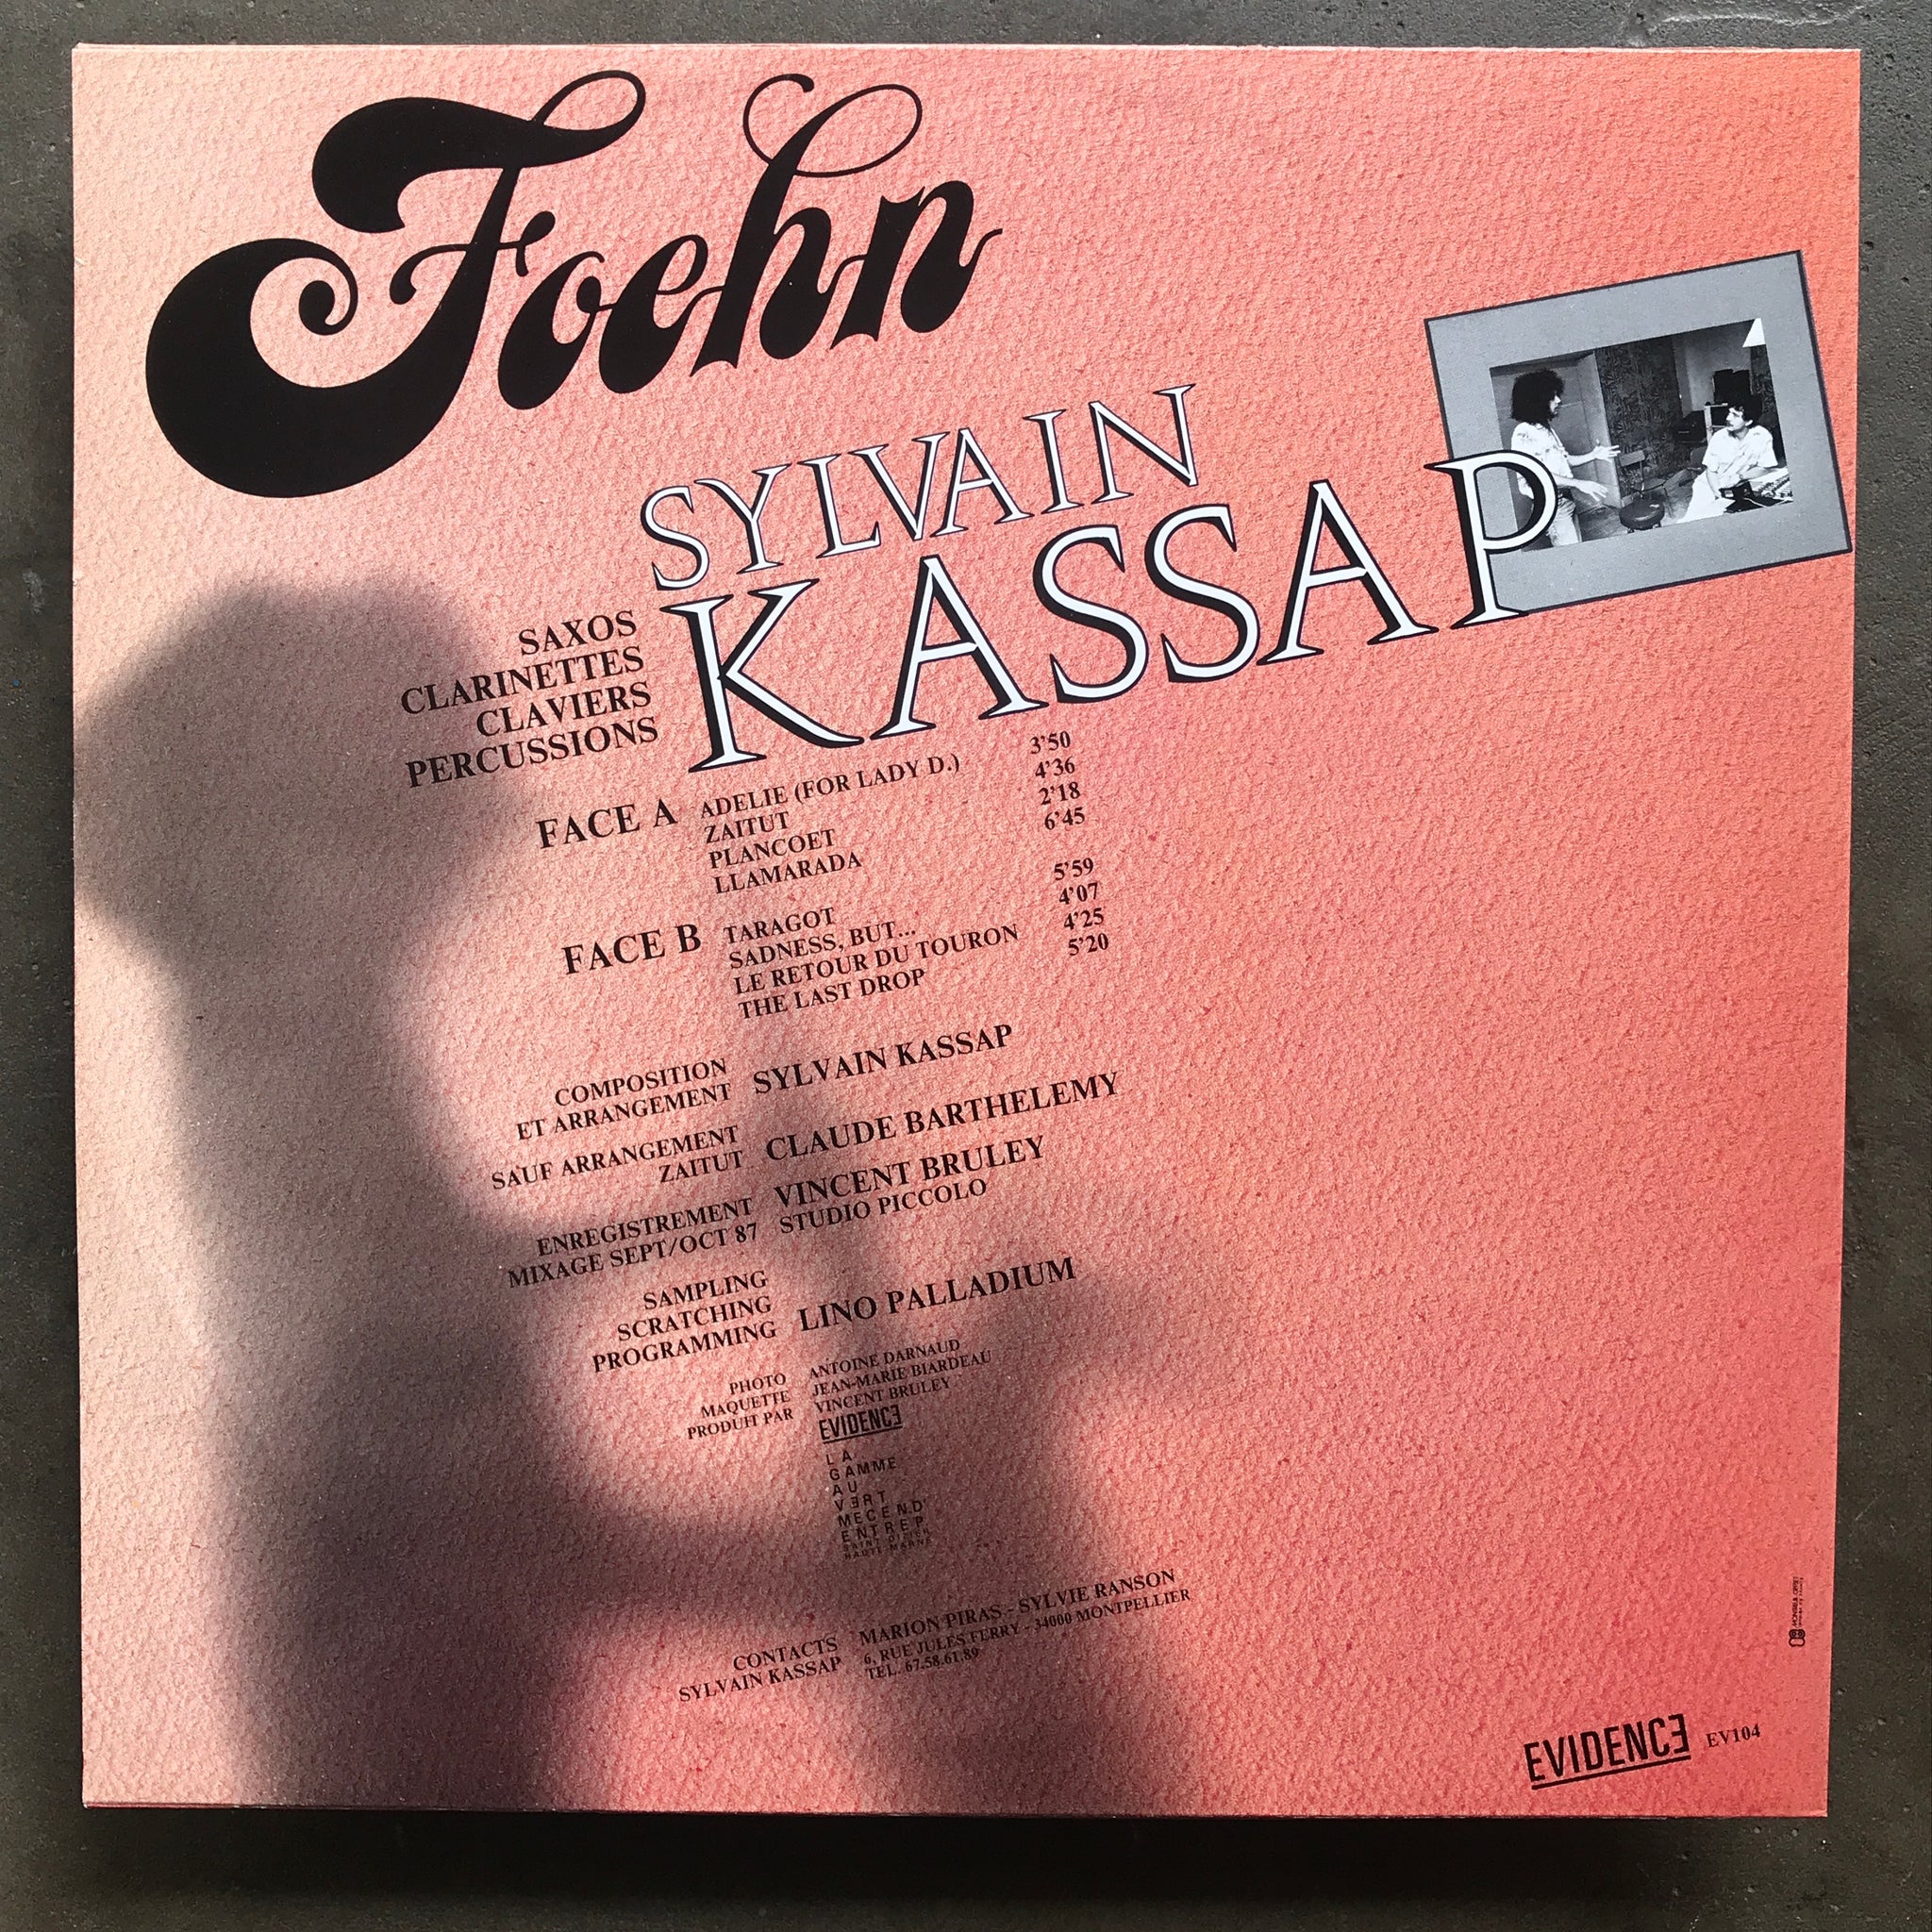 Foehn
SYLVAIN
KASSAP
SAXOS
CLARINETTES
CLAVIERS
PERCUSSIONS
FACE A ADELIE (FOR LADY D.) 3'50
ZAITUT 4'36
PLANCOET 2'18
LLAMARADA 6'45
FACE B TARAGOT 5'59
SADNESS, BUT... 4'07
LE RETOUR DU TOURON 4'25
THE LAST DROP 5'20
COMPOSITION
ET ARRANGEMENT SYLVAIN KASSAP
SAUF ARRANGEMENT
ZAITUT CLAUDE BARTHELEMY
ENREGISTREMENT VINCENT BRULEY
MIXAGE SEPT/OCT 87 STUDIO PICCOLO
SAMPLING
SCRATCHING
PROGRAMMING LINO PALLADIUM
PHOTO ANTOINE DARNAUD
MAQUETTE JEAN-MARIE BIARDEAU
PRODUIT PAR VINCENT BRULEY
EVIDENCE
LA
GAMME
AU
VERT
MECEN.D'
ENTREP.
SAINT DIZIER
HAUTE MARNE
CONTACTS MARION PIRAS - SYLVIE RANSON
SYLVAIN KASSAP 6, RUE JULES FERRY - 34000 MONTPELLIER
TEL. 67.58.61.89
EVIDENCE EV104